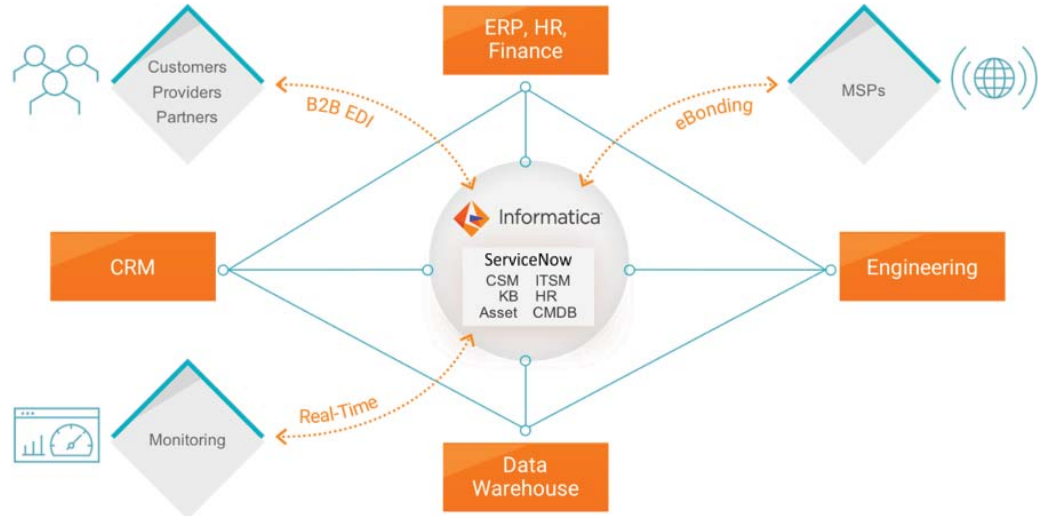 ERP, HR,
Finance
Customers
Providers
Partners
MSPs
B2B EDI
eBonding
Informatica
CRM
ServiceNow
CSM ITSM
KB HR
Asset CMDB
Engineering
Real-Time
Monitoring
Data
Warehouse